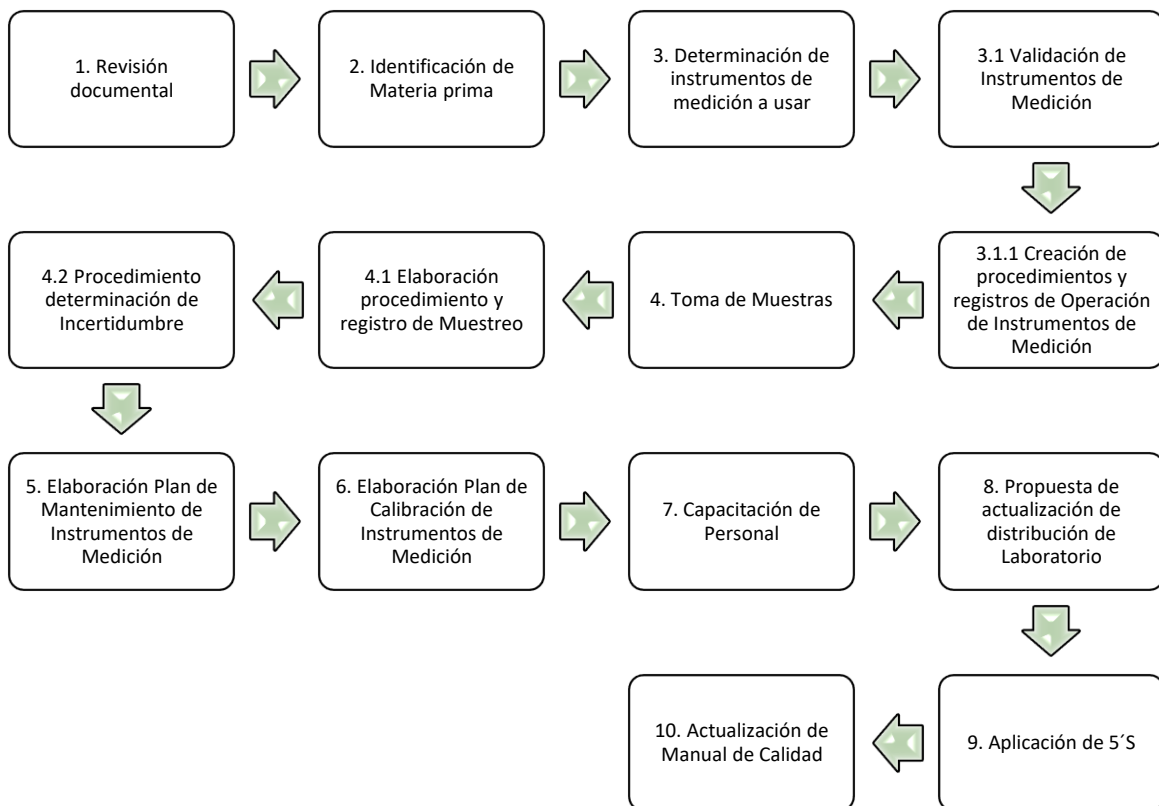 1. Revisión
documental
2. Identificación de
Materia prima
3. Determinación de
instrumentos de
medición a usar
3.1 Validación de
Instrumentos de
Medición
3.1.1 Creación de
procedimientos y
registros de Operación
de Instrumentos de
Medición
4. Toma de Muestras
4.1 Elaboración
procedimiento y
registro de Muestreo
4.2 Procedimiento
determinación de
Incertidumbre
5. Elaboración Plan de
Mantenimiento de
Instrumentos de
Medición
6. Elaboración Plan de
Calibración de
Instrumentos de
Medición
7. Capacitación de
Personal
8. Propuesta de
actualización de
distribución de
Laboratorio
9. Aplicación de 5´S
10. Actualización de
Manual de Calidad